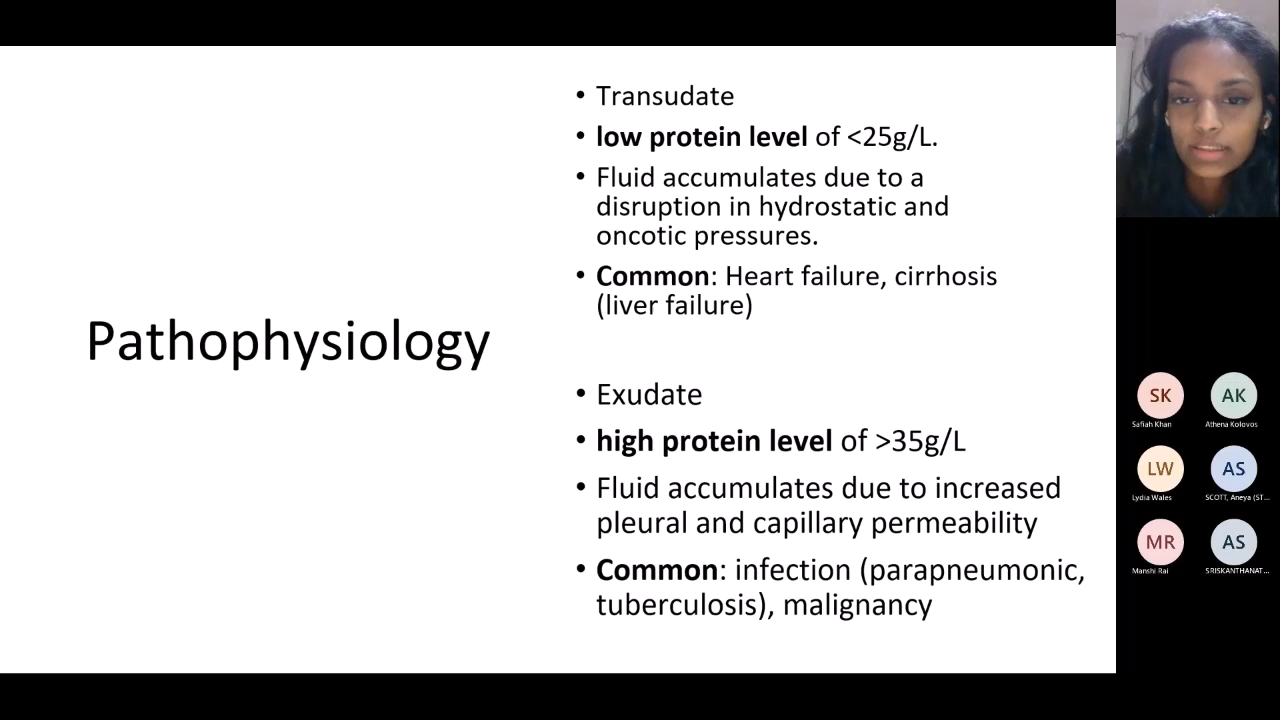 Pathophysiology
• Transudate
• low protein level of <25g/L.
• Fluid accumulates due to a
disruption in hydrostatic and
oncotic pressures.
• Common: Heart failure, cirrhosis
(liver failure)
• Exudate
• high protein level of >35g/L
• Fluid accumulates due to increased
pleural and capillary permeability
• Common: infection (parapneumonic,
tuberculosis), malignancy
SK
AK
Safiah Khan
Athena Kolovos
LW
AS
Lydia Wales
SCOTT, Aneya (ST...
MR
AS
Manshi Rai
SRISKANTHANAT...